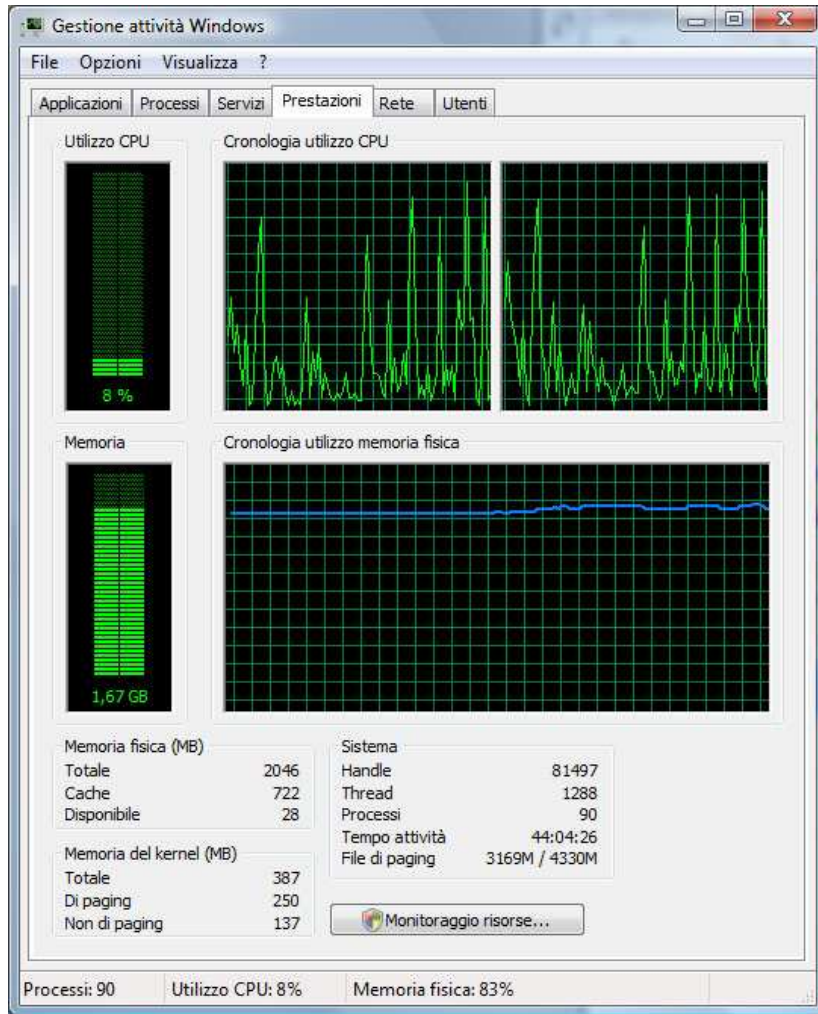 Gestione attività Windows
File Opzioni Visualizza ?
Applicazioni Processi Servizi Prestazioni Rete Utenti
Utilizzo CPU
Cronologia utilizzo CPU
8 %
Memoria
Cronologia utilizzo memoria fisica
1,67 GB
Memoria fisica (MB)
Totale 2046
Cache 722
Disponibile 28
Memoria del kernel (MB)
Totale 387
Di paging 250
Non di paging 137
Sistema
Handle 81497
Thread 1288
Processi 90
Tempo attività 44:04:26
File di paging 3169M / 4330M
Monitoraggio risorse...
Processi: 90 Utilizzo CPU: 8% Memoria fisica: 83%